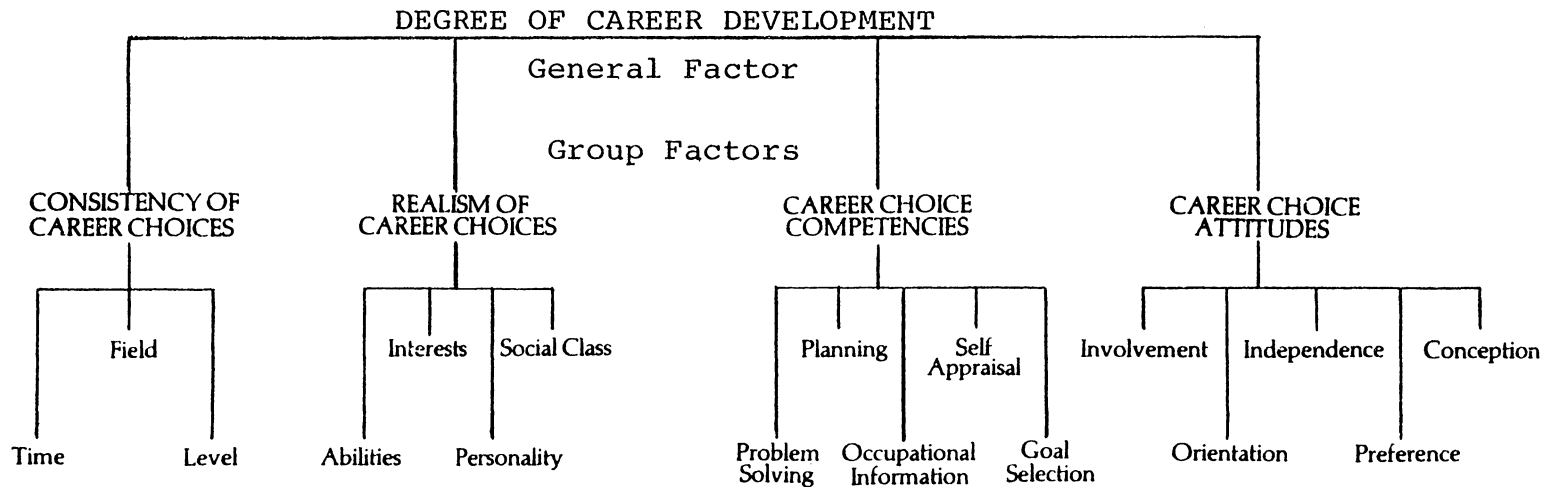 DEGREE OF CAREER DEVELOPMENT
General Factor
Group Factors
CONSISTENCY OF
CAREER CHOICES
REALISM OF
CAREER CHOICES
CAREER CHOICE
COMPETENCIES
CAREER CHOICE
ATTITUDES
Field
Interests
Social Class
Planning
Self
Appraisal
Involvement
Independence
Conception
Time
Level
Abilities
Personality
Problem
Solving
Occupational
Information
Goal
Selection
Orientation
Preference